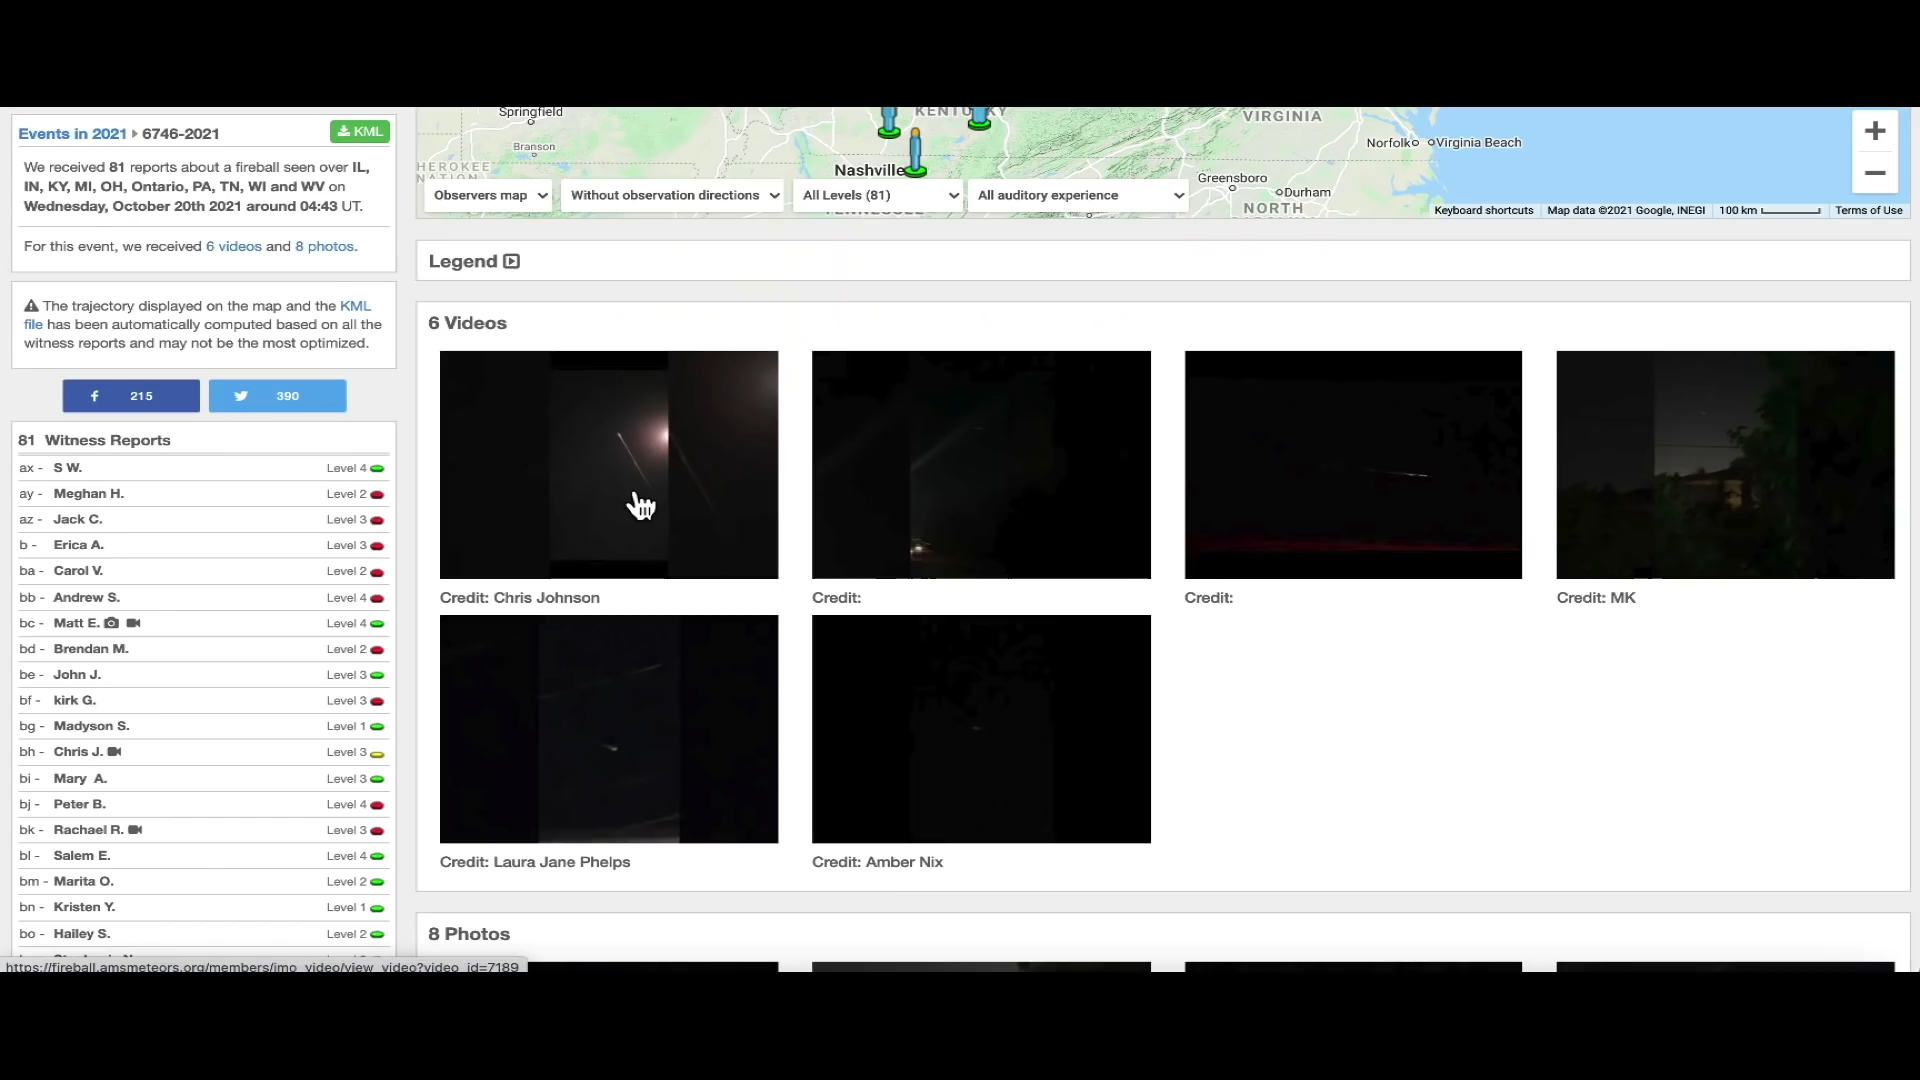 Events in 2021 ▸ 6746-2021
KML
We received 81 reports about a fireball seen over IL,
IN, KY, MI, OH, Ontario, PA, TN, WI and WV on
Wednesday, October 20th 2021 around 04:43 UT.
For this event, we received 6 videos and 8 photos.
The trajectory displayed on the map and the KML
file has been automatically computed based on all the
witness reports and may not be the most optimized.
215
390
81 Witness Reports
ax - S W. Level 4
ay - Meghan H. Level 2
az - Jack C. Level 3
b - Erica A. Level 3
ba - Carol V. Level 2
bb - Andrew S. Level 4
bc - Matt E. Level 4
bd - Brendan M. Level 2
be - John J. Level 3
bf - kirk G. Level 3
bg - Madyson S. Level 1
bh - Chris J. Level 3
bi - Mary A. Level 3
bj - Peter B. Level 4
bk - Rachael R. Level 3
bl - Salem E. Level 4
bm - Marita O. Level 2
bn - Kristen Y. Level 1
bo - Hailey S. Level 2
https://fireball.amsmeteors.org/members/imo_video/view_video?video_id=7189
Springfield
Branson
HEROKEE
NATION
KENTUCKY
Nashville
TENNESSEE
VIRGINIA
Norfolk
Virginia Beach
Greensboro
Durham
NORTH
Observers map
Without observation directions
All Levels (81)
All auditory experience
+
−
Keyboard shortcuts
Map data ©2021 Google, INEGI
100 km
Terms of Use
Legend
6 Videos
Credit: Chris Johnson
Credit:
Credit:
Credit: MK
Credit: Laura Jane Phelps
Credit: Amber Nix
8 Photos